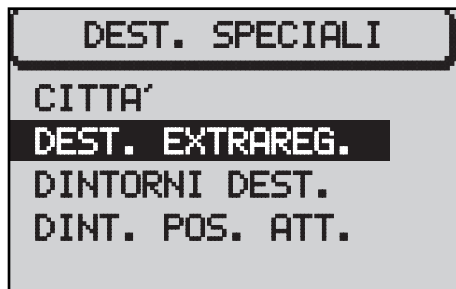 DEST. SPECIALI
CITTA'
DEST. EXTRAREG.
DINTORNI DEST.
DINT. POS. ATT.